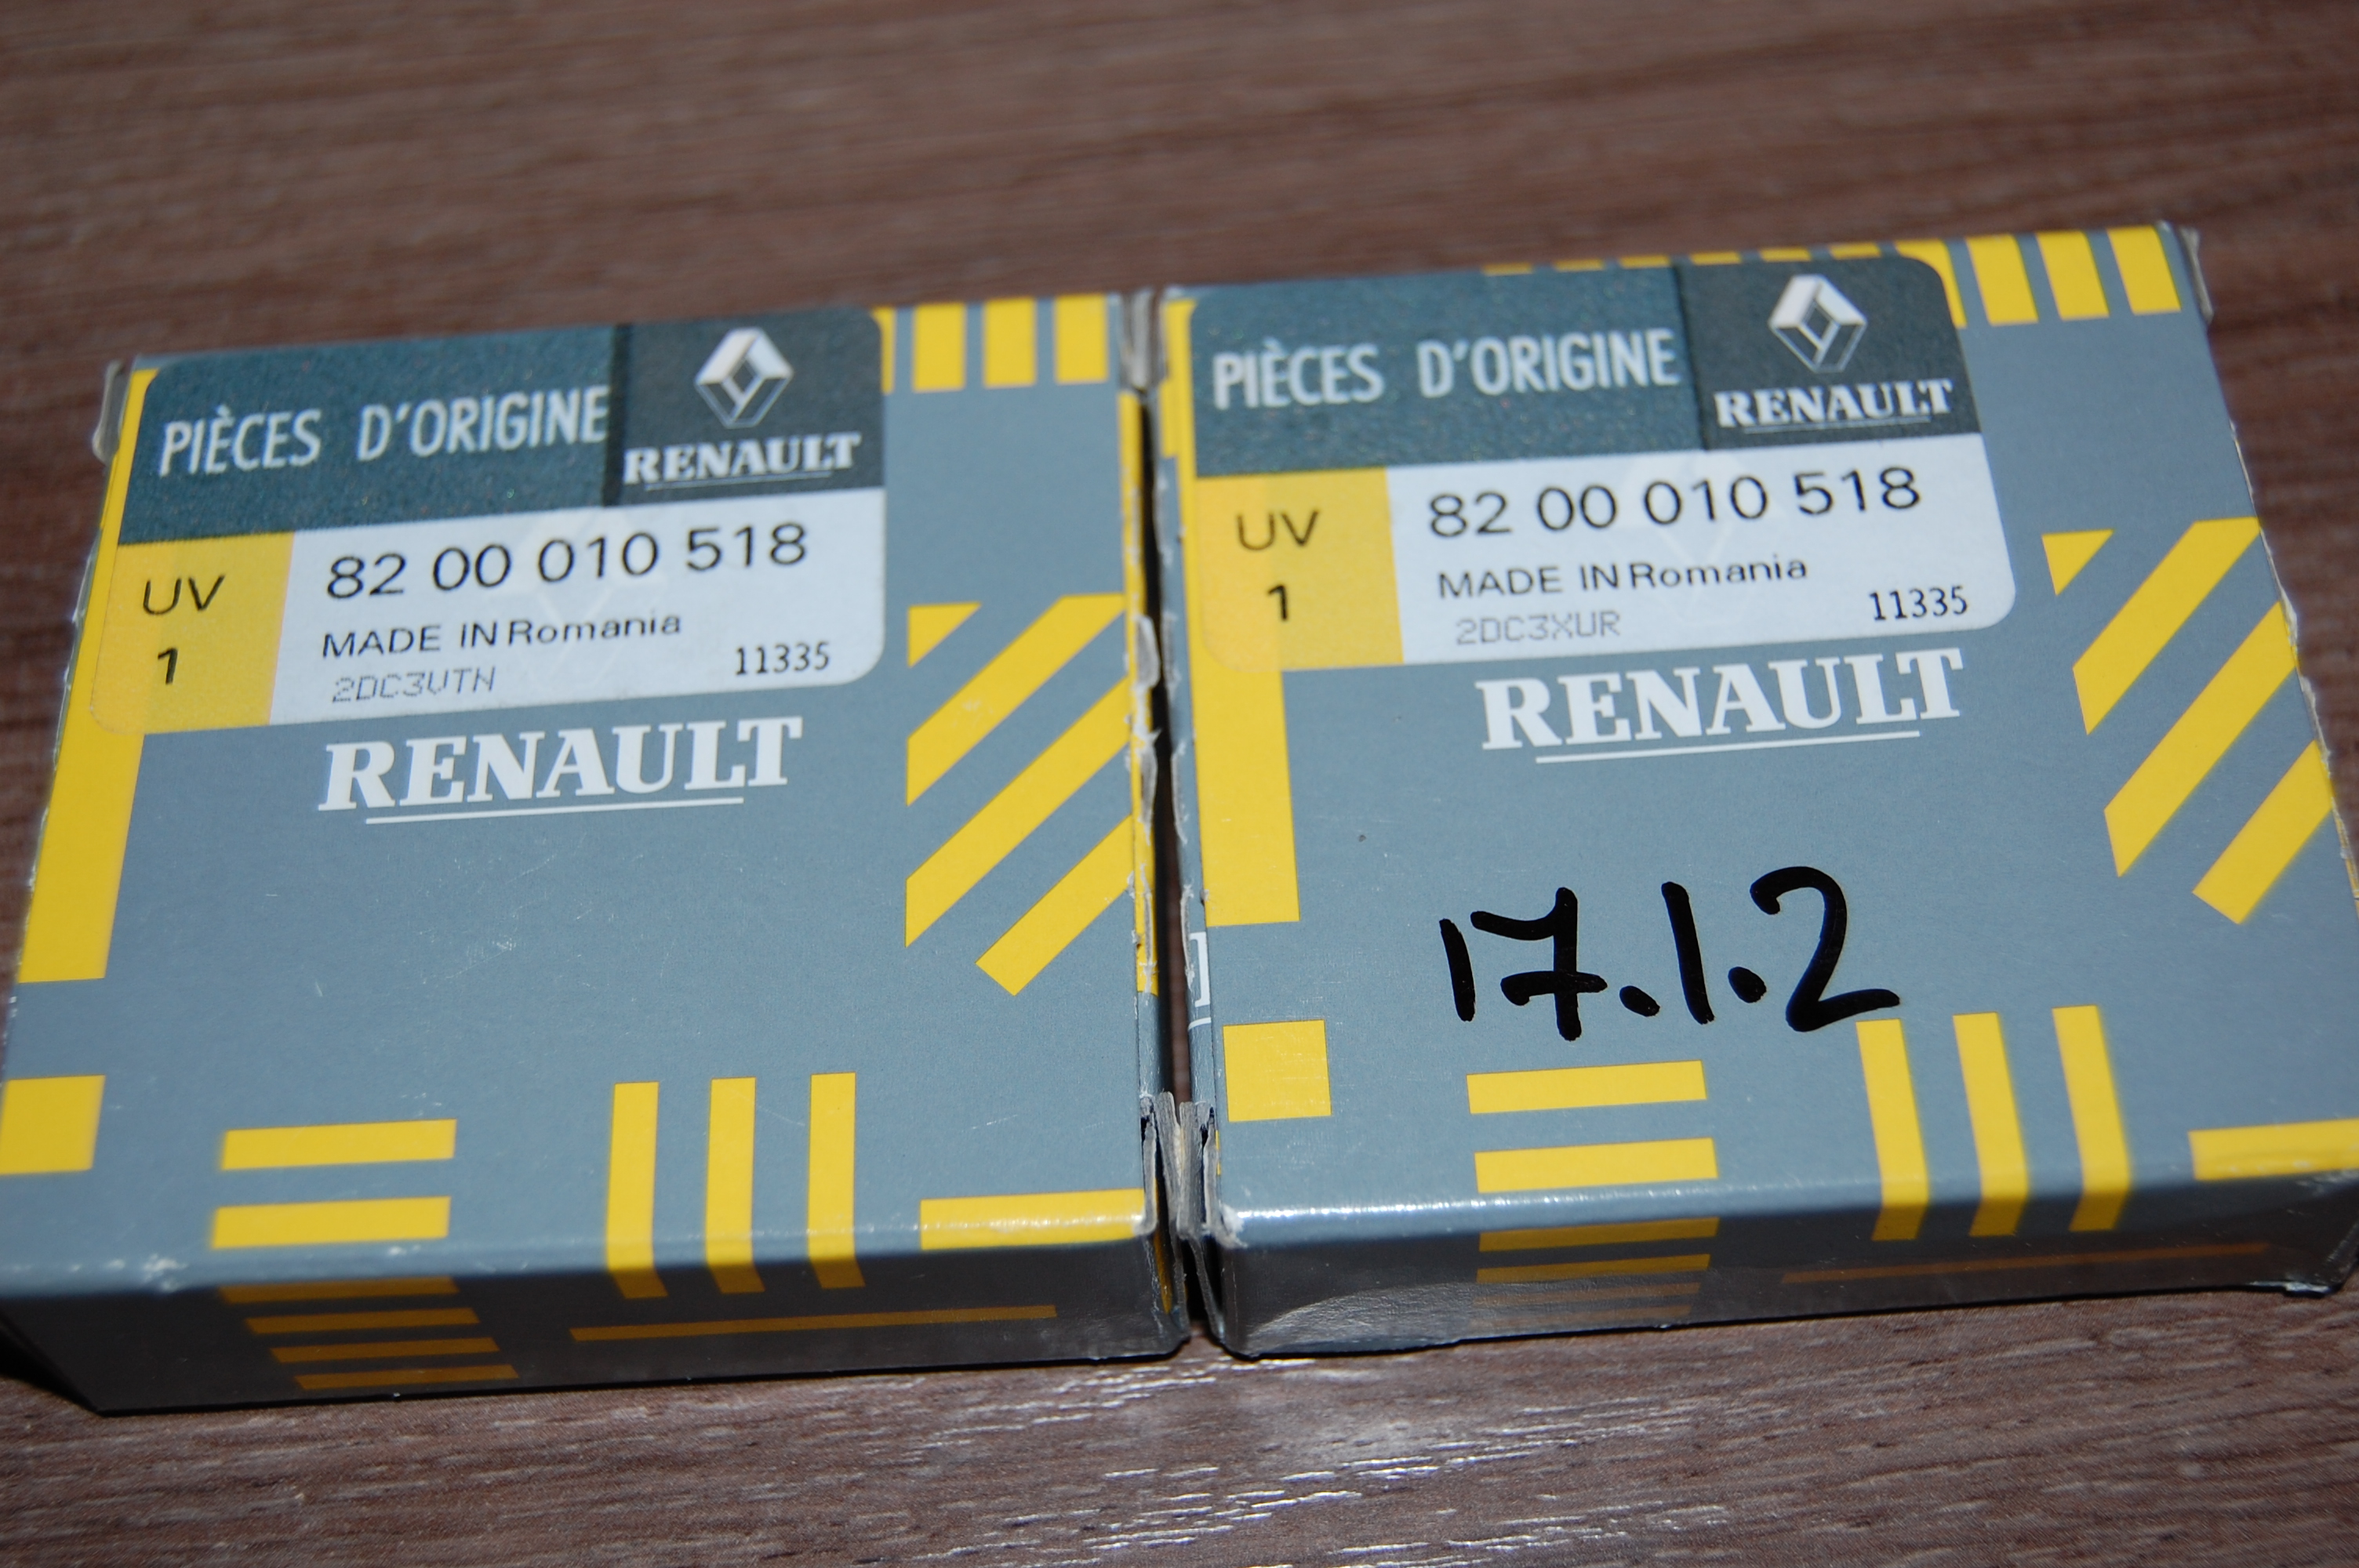 PIÈCES D'ORIGINE
RENAULT
UV
1
82 00 010 518
MADE IN Romania
2DC3VTN
11335
RENAULT
PIÈCES D'ORIGINE
RENAULT
UV
1
82 00 010 518
MADE IN Romania
2DC3XUR
11335
RENAULT
17.1.2